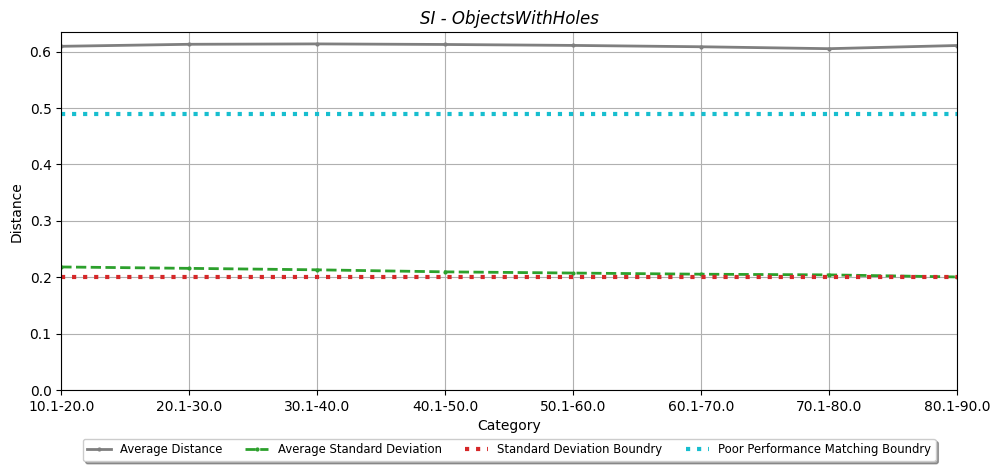 SI - ObjectsWithHoles
0.6
0.5
0.4
0.3
0.2
0.1
0.0
Distance
10.1-20.0 20.1-30.0 30.1-40.0 40.1-50.0 50.1-60.0 60.1-70.0 70.1-80.0 80.1-90.0
Category
Average Distance Average Standard Deviation Standard Deviation Boundry Poor Performance Matching Boundry